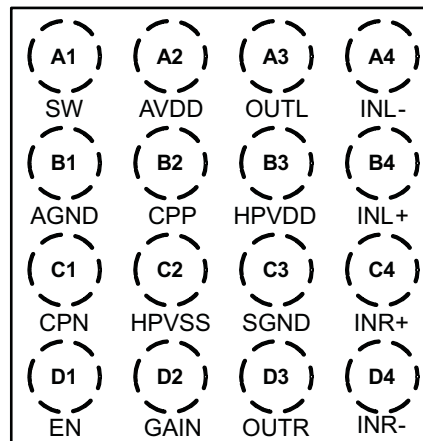 A1 A2 A3 A4
SW AVDD OUTL INL-
B1 B2 B3 B4
AGND CPP HPVDD INL+
C1 C2 C3 C4
CPN HPVSS SGND INR+
D1 D2 D3 D4
EN GAIN OUTR INR-